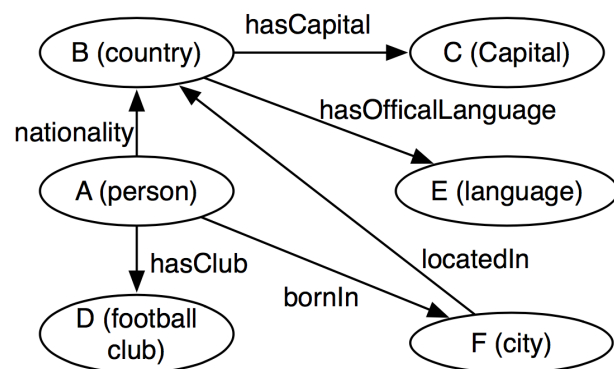 hasCapital
B (country)
C (Capital)
hasOfficalLanguage
nationality
A (person)
E (language)
hasClub
locatedIn
bornIn
D (football
club)
F (city)